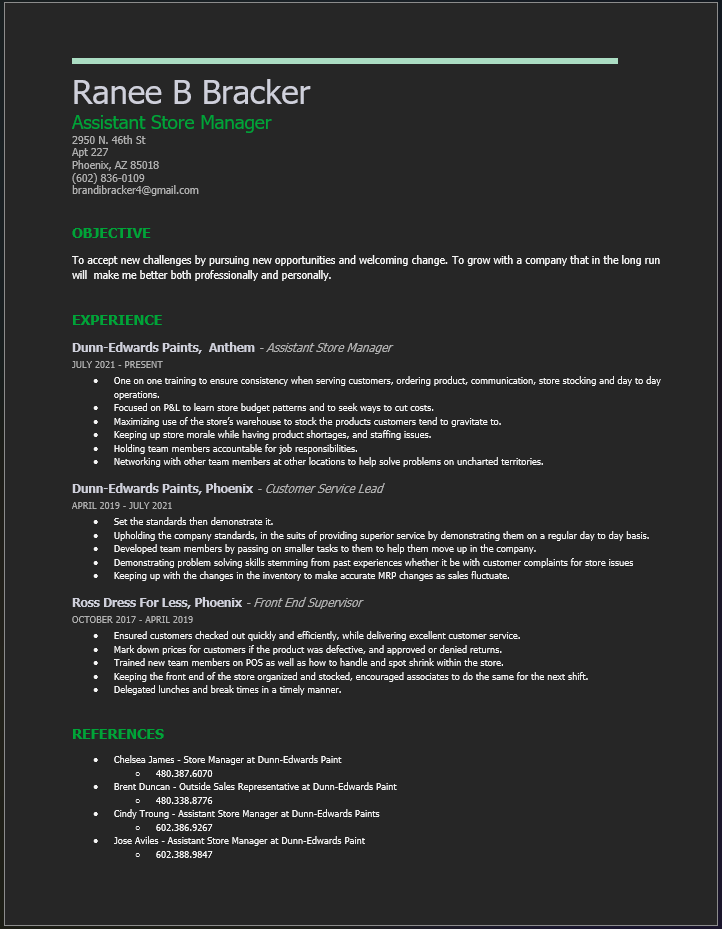 Ranee B Bracker
Assistant Store Manager
2950 N. 46th St
Apt 227
Phoenix, AZ 85018
(602) 836-0109
brandibracker4@gmail.com
OBJECTIVE
To accept new challenges by pursuing new opportunities and welcoming change. To grow with a company that in the long run
will  make me better both professionally and personally.
EXPERIENCE
Dunn-Edwards Paints,  Anthem - Assistant Store Manager
JULY 2021 - PRESENT
● One on one training to ensure consistency when serving customers, ordering product, communication, store stocking and day to day
operations.
● Focused on P&L to learn store budget patterns and to seek ways to cut costs.
● Maximizing use of the store's warehouse to stock the products customers tend to gravitate to.
● Keeping up store morale while having product shortages, and staffing issues.
● Holding team members accountable for job responsibilities.
● Networking with other team members at other locations to help solve problems on uncharted territories.
Dunn-Edwards Paints, Phoenix - Customer Service Lead
APRIL 2019 - JULY 2021
● Set the standards then demonstrate it.
● Upholding the company standards, in the suits of providing superior service by demonstrating them on a regular day to day basis.
● Developed team members by passing on smaller tasks to them to help them move up in the company.
● Demonstrating problem solving skills stemming from past experiences whether it be with customer complaints for store issues
● Keeping up with the changes in the inventory to make accurate MRP changes as sales fluctuate.
Ross Dress For Less, Phoenix - Front End Supervisor
OCTOBER 2017 - APRIL 2019
● Ensured customers checked out quickly and efficiently, while delivering excellent customer service.
● Mark down prices for customers if the product was defective, and approved or denied returns.
● Trained new team members on POS as well as how to handle and spot shrink within the store.
● Keeping the front end of the store organized and stocked, encouraged associates to do the same for the next shift.
● Delegated lunches and break times in a timely manner.
REFERENCES
● Chelsea James - Store Manager at Dunn-Edwards Paint
○ 480.387.6070
● Brent Duncan - Outside Sales Representative at Dunn-Edwards Paint
○ 480.338.8776
● Cindy Troung - Assistant Store Manager at Dunn-Edwards Paints
○ 602.386.9267
● Jose Aviles - Assistant Store Manager at Dunn-Edwards Paint
○ 602.388.9847